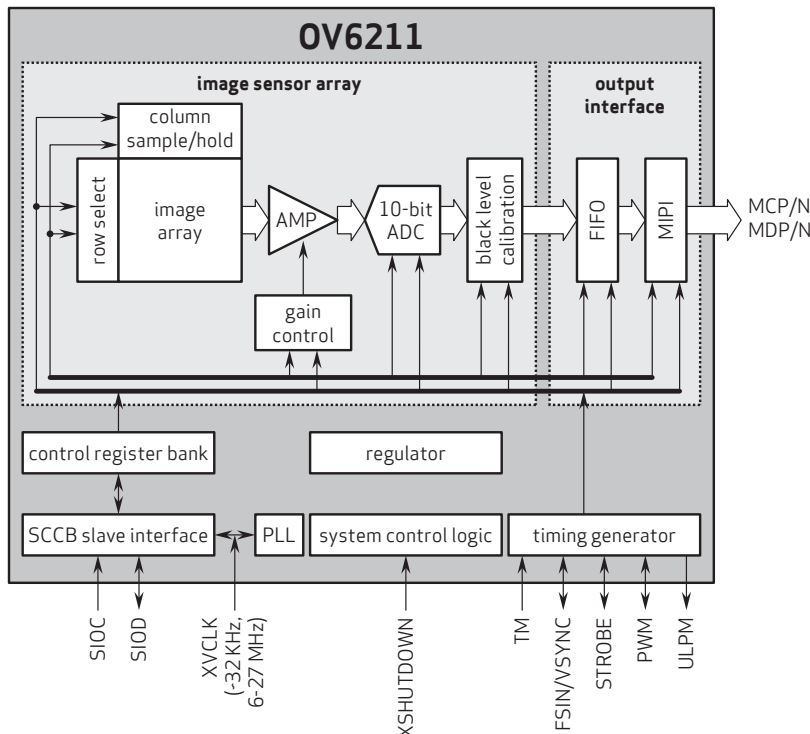 OV6211
image sensor array
output
interface
column
sample/hold
row select
image
array
AMP
10-bit
ADC
black level
calibration
FIFO
MIPI
MCP/N
MDP/N
gain
control
control register bank
regulator
SCCB slave interface
PLL
system control logic
timing generator
SIOC
SIOD
XVCLK
(-32 KHz,
6-27 MHz)
XSHUTDOWN
TM
FSIN/VSYNC
STROBE
PWM
ULPM